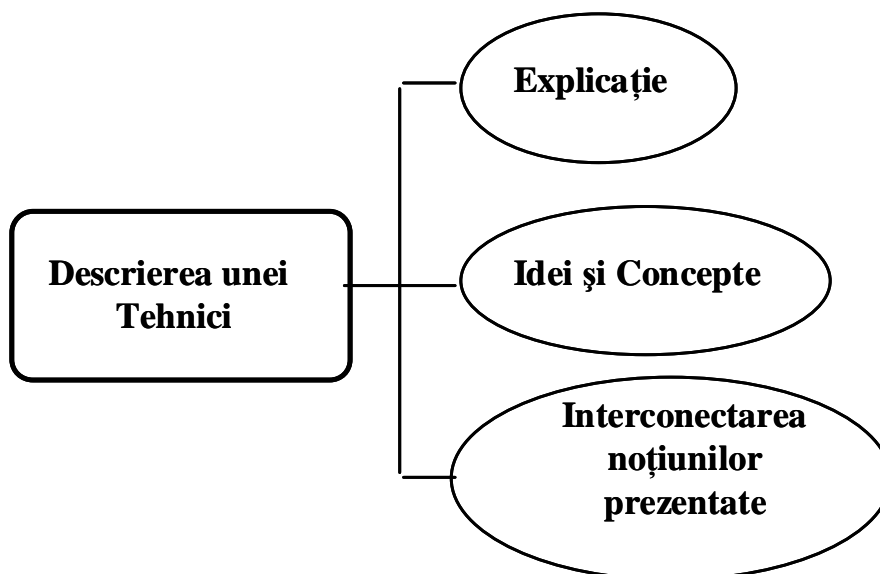 Explicație
Descrierea unei
Tehnici
Idei şi Concepte
Interconectarea
noțiunilor
prezentate